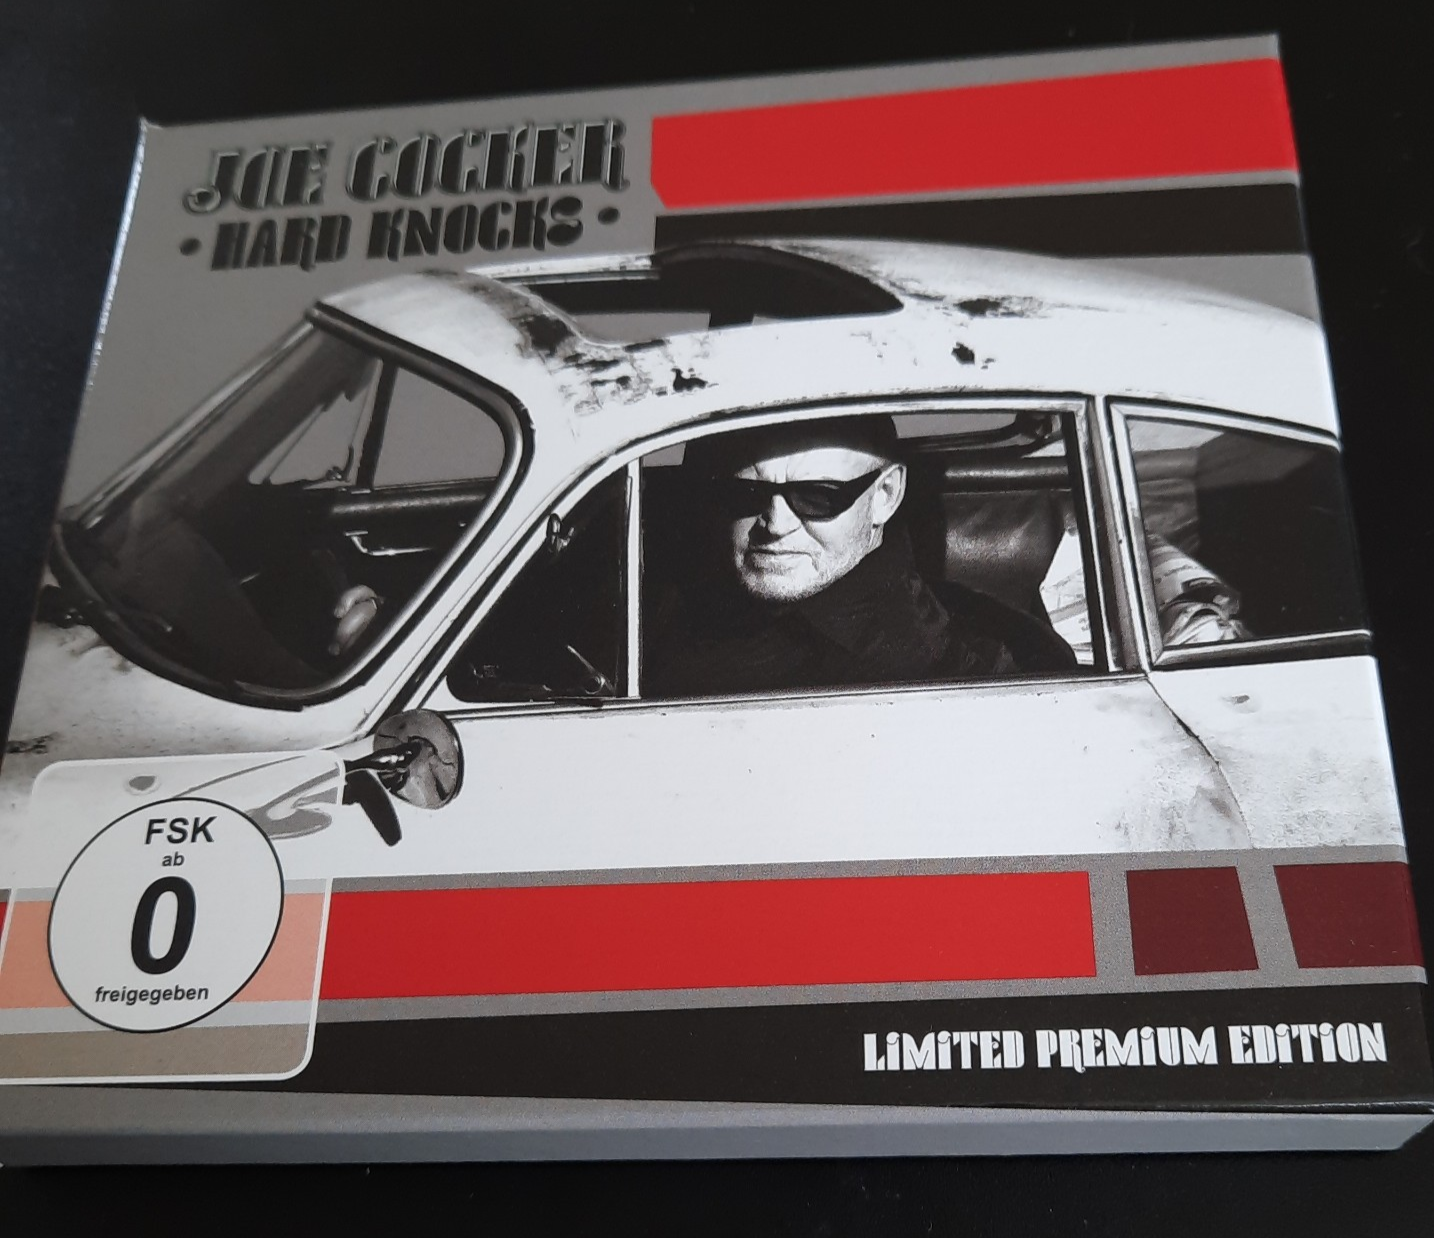 JOE COCKER
• HARD KNOCKS •
FSK
ab
0
freigegeben
LiMiTED PREMiUM EDiTiON